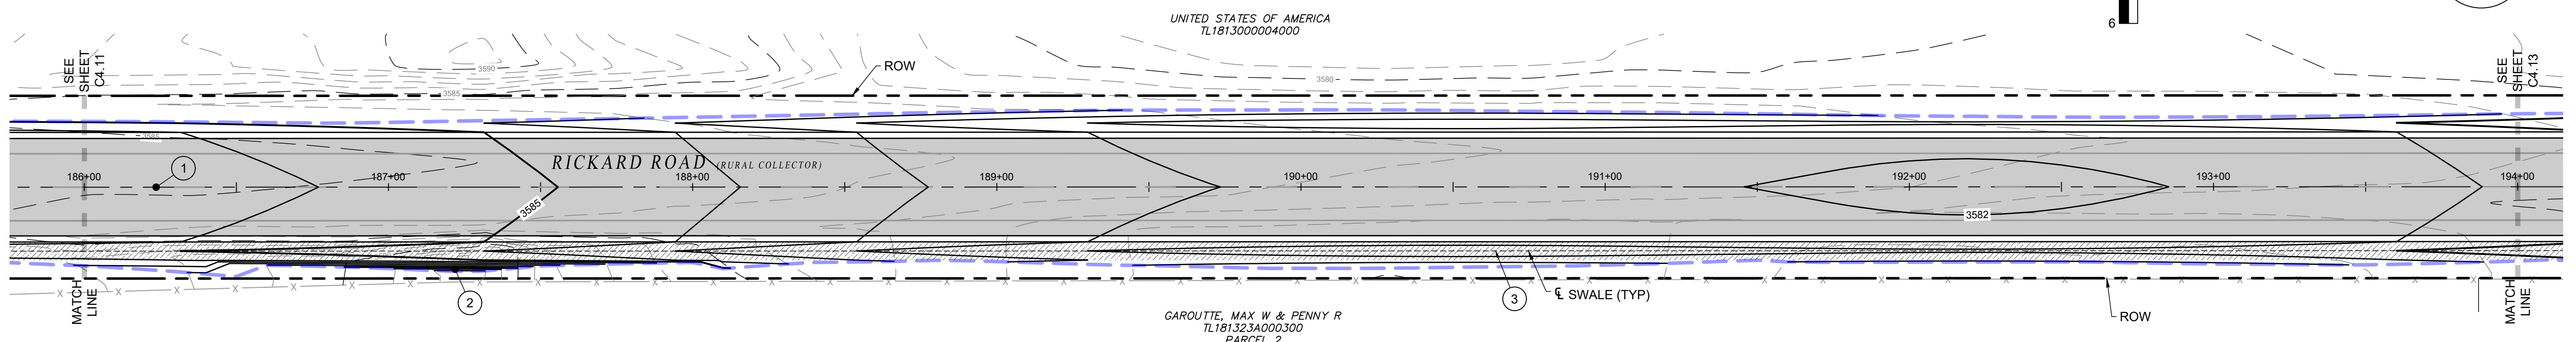 UNITED STATES OF AMERICA
TL1813000004000
6
SEE
SHEET
C4.11
3590
3585
ROW
3580
SEE
SHEET
C4.13
3585
1
RICKARD ROAD (RURAL COLLECTOR)
186+00
187+00
188+00
189+00
190+00
191+00
192+00
193+00
194+00
3585
3582
X X X X X X X
MATCH
LINE
2
3
℄ SWALE (TYP)
ROW
MATCH
LINE
GAROUTTE, MAX W & PENNY R
TL181323A000300
PARCEL 2